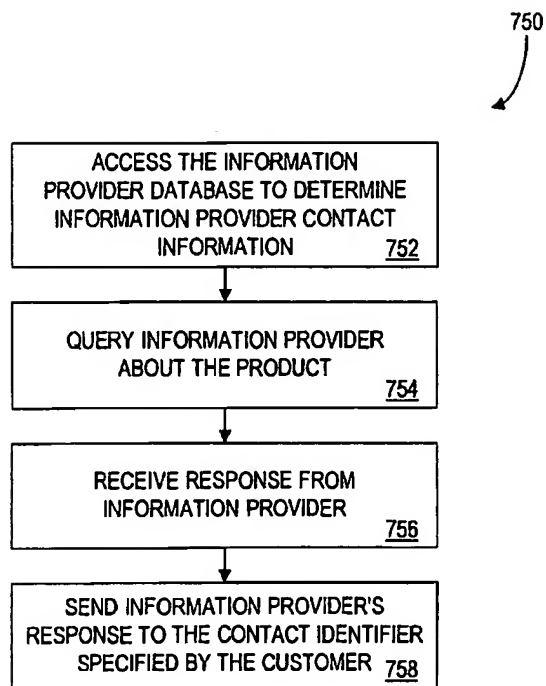 750
ACCESS THE INFORMATION
PROVIDER DATABASE TO DETERMINE
INFORMATION PROVIDER CONTACT
INFORMATION 752
QUERY INFORMATION PROVIDER
ABOUT THE PRODUCT
754
RECEIVE RESPONSE FROM
INFORMATION PROVIDER
756
SEND INFORMATION PROVIDER'S
RESPONSE TO THE CONTACT IDENTIFIER
SPECIFIED BY THE CUSTOMER 758